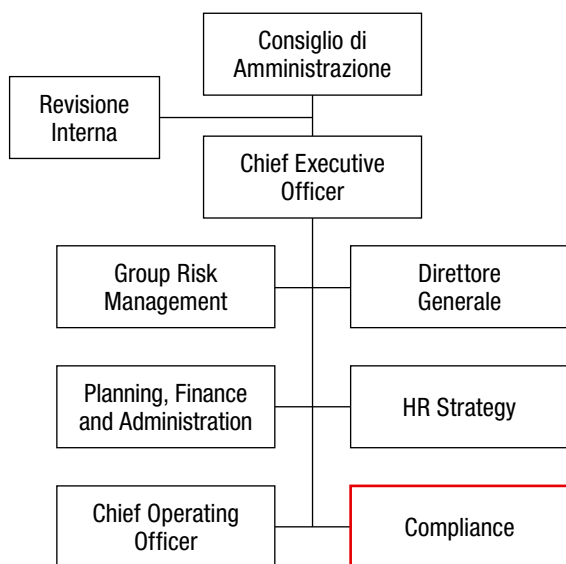 Consiglio di
Amministrazione
Revisione
Interna
Chief Executive
Officer
Group Risk
Management
Direttore
Generale
Planning, Finance
and Administration
HR Strategy
Chief Operating
Officer
Compliance